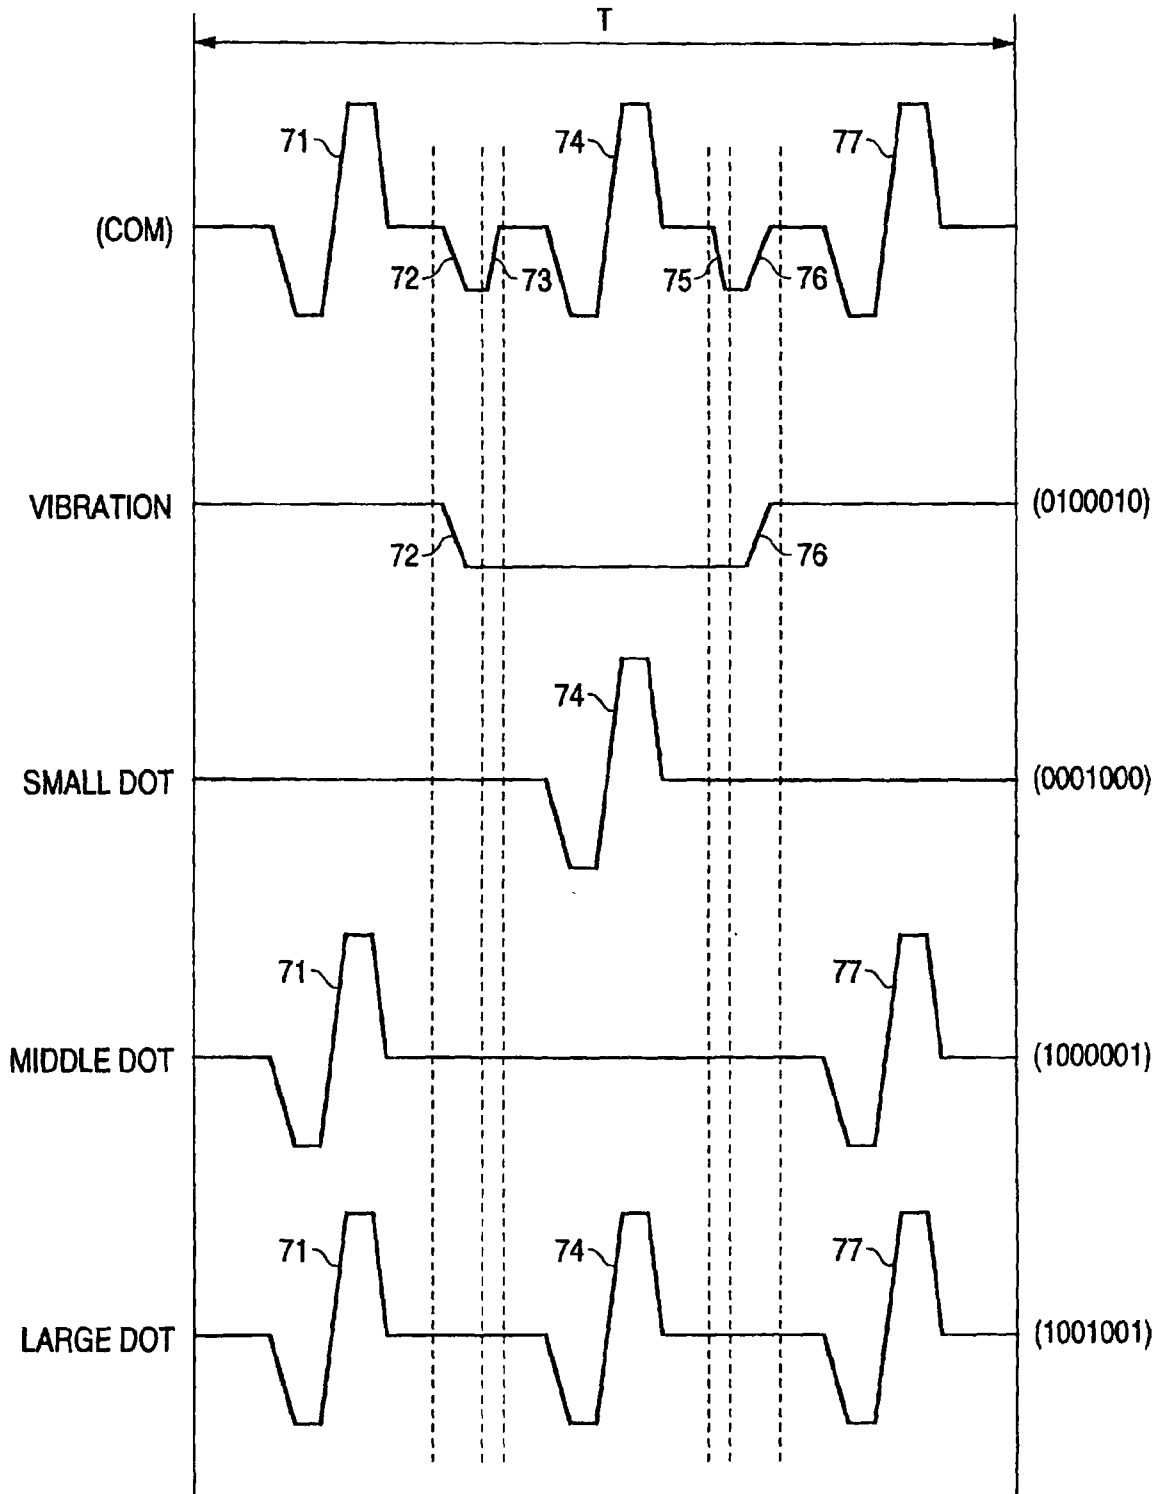 T
71 74 77
(COM)
72 73 75 76
VIBRATION (0100010)
72 76
74
SMALL DOT (0001000)
71 77
MIDDLE DOT (1000001)
71 74 77
LARGE DOT (1001001)